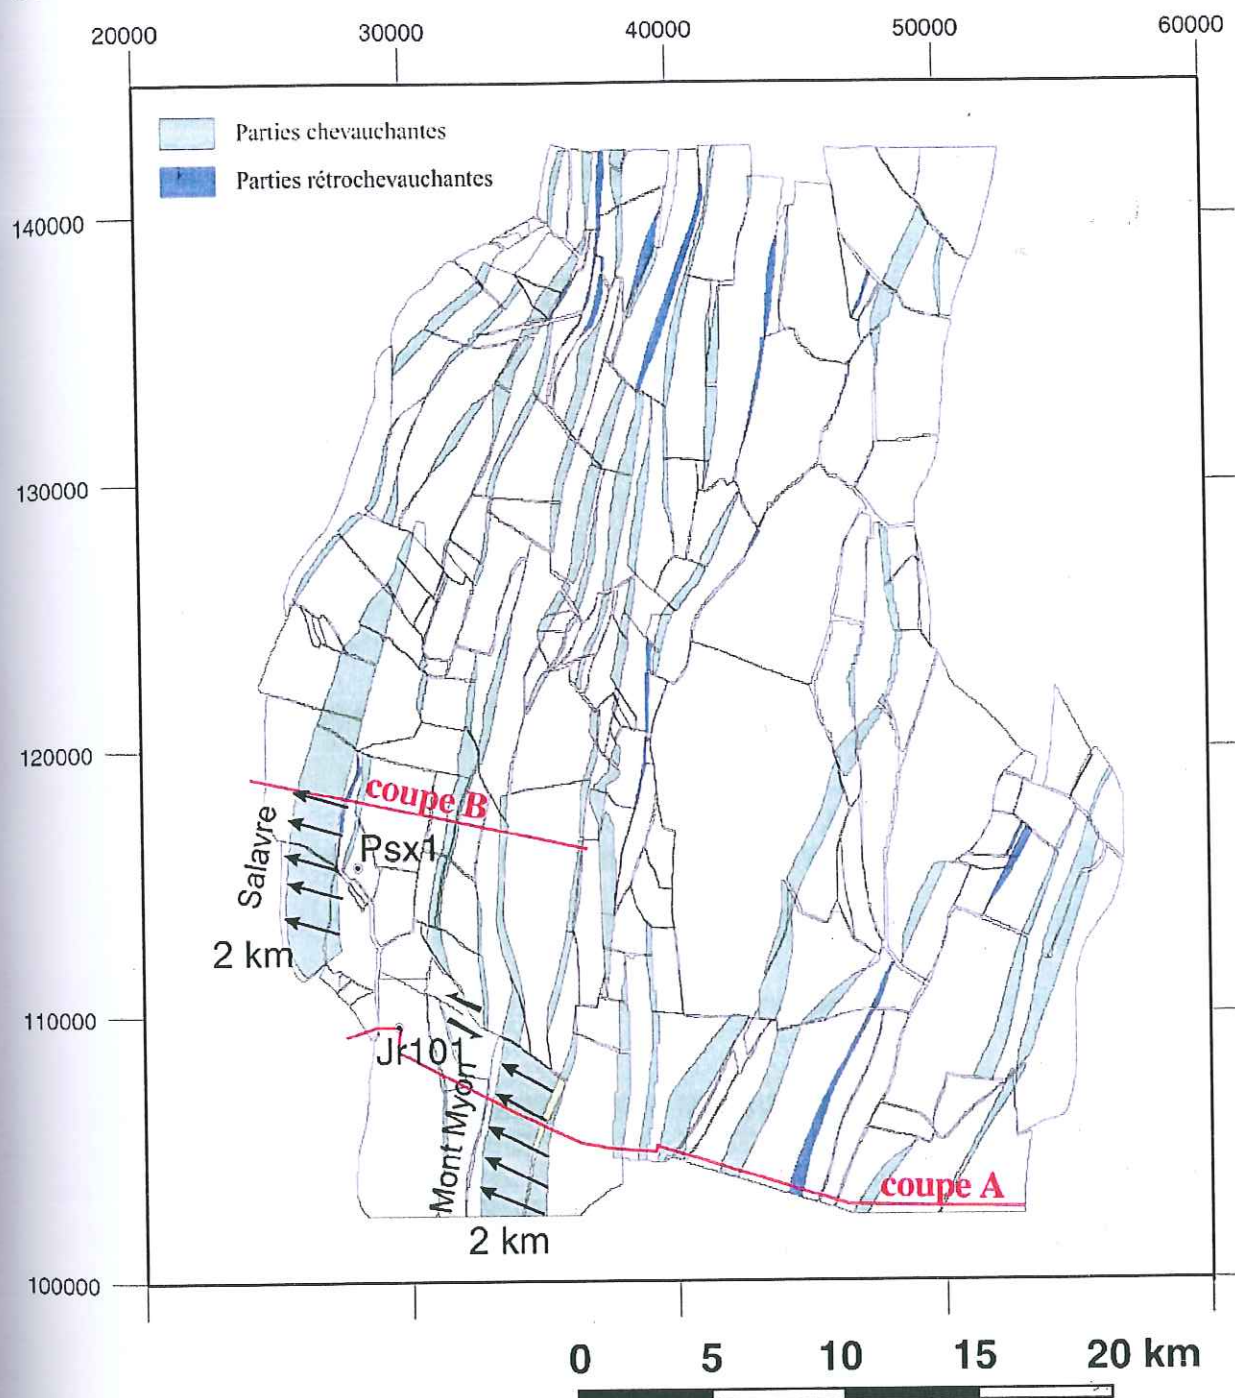 20000 30000 40000 50000 60000
Parties chevauchantes
Parties rétrochevauchantes
140000
130000
120000
coupe B
Psx1
Salavre
2 km
110000
Jr101
Mont Myon
coupe A
2 km
100000
0 5 10 15 20 km